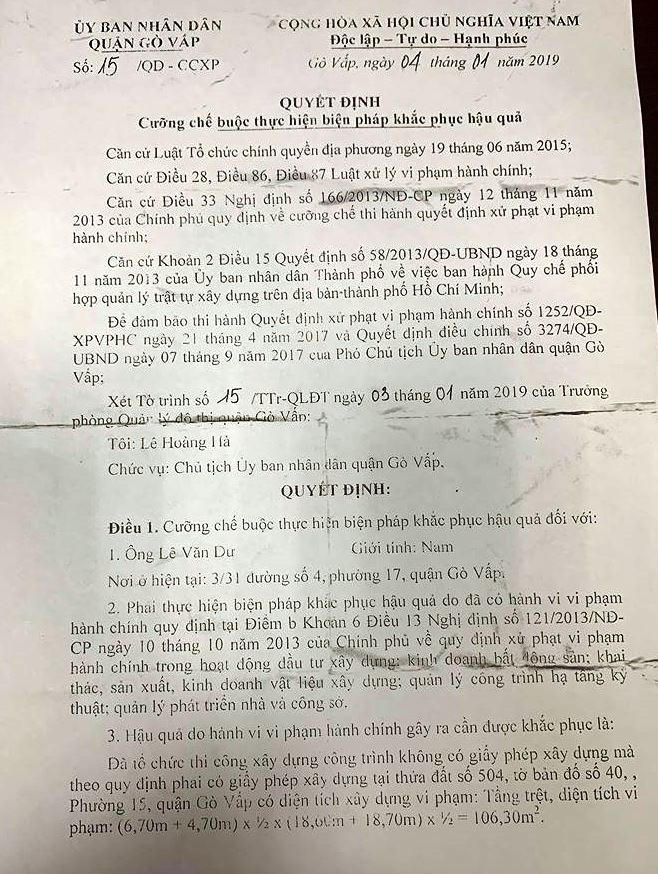 ỦY BAN NHÂN DÂN
QUẬN GÒ VẤP
Số: 15 /QD - CCXP
CỘNG HÒA XÃ HỘI CHỦ NGHĨA VIỆT NAM
Độc lập – Tự do – Hạnh phúc
Gò Vấp, ngày 04 tháng 01 năm 2019
QUYẾT ĐỊNH
Cưỡng chế buộc thực hiện biện pháp khắc phục hậu quả
Căn cứ Luật Tổ chức chính quyền địa phương ngày 19 tháng 06 năm 2015;
Căn cứ Điều 28, Điều 86, Điều 87 Luật xử lý vi phạm hành chính;
Căn cứ Điều 33 Nghị định số 166/2013/NĐ-CP ngày 12 tháng 11 năm
2013 của Chính phủ quy định về cưỡng chế thi hành quyết định xử phạt vi phạm
hành chính;
Căn cứ Khoản 2 Điều 15 Quyết định số 58/2013/QĐ-UBND ngày 18 tháng
11 năm 2013 của Ủy ban nhân dân Thành phố về việc ban hành Quy chế phối
hợp quản lý trật tự xây dựng trên địa bàn thành phố Hồ Chí Minh;
Để đảm bảo thi hành Quyết định xử phạt vi phạm hành chính số 1252/QĐ-
XPVPHC ngày 21 tháng 4 năm 2017 và Quyết định điều chỉnh số 3274/QĐ-
UBND ngày 07 tháng 9 năm 2017 của Phó Chủ tịch Ủy ban nhân dân quận Gò
Vấp;
Xét Tờ trình số 15 /TTr-QLĐT ngày 03 tháng 01 năm 2019 của Trưởng
phòng Quản lý đô thị quận Gò Vấp;
Tôi: Lê Hoàng Hà
Chức vụ: Chủ tịch Ủy ban nhân dân quận Gò Vấp.
QUYẾT ĐỊNH:
Điều 1. Cưỡng chế buộc thực hiện biện pháp khắc phục hậu quả đối với:
1. Ông Lê Văn Dư Giới tính: Nam
Nơi ở hiện tại: 3/31 đường số 4, phường 17, quận Gò Vấp.
2. Phải thực hiện biện pháp khắc phục hậu quả do đã có hành vi vi phạm
hành chính quy định tại Điểm b Khoản 6 Điều 13 Nghị định số 121/2013/NĐ-
CP ngày 10 tháng 10 năm 2013 của Chính phủ về quy định xử phạt vi phạm
hành chính trong hoạt động đầu tư xây dựng; kinh doanh bất động sản; khai
thác, sản xuất, kinh doanh vật liệu xây dựng; quản lý công trình hạ tầng kỹ
thuật; quản lý phát triển nhà và công sở.
3. Hậu quả do hành vi vi phạm hành chính gây ra cần được khắc phục là:
Đã tổ chức thi công xây dựng công trình không có giấy phép xây dựng mà
theo quy định phải có giấy phép xây dựng tại thửa đất số 504, tờ bản đồ số 40, ,
Phường 15, quận Gò Vấp có diện tích xây dựng vi phạm: Tầng trệt, diện tích vi
phạm: (6,70m + 4,70m) x ½ x (18,60m + 18,70m) x ½ = 106,30m².